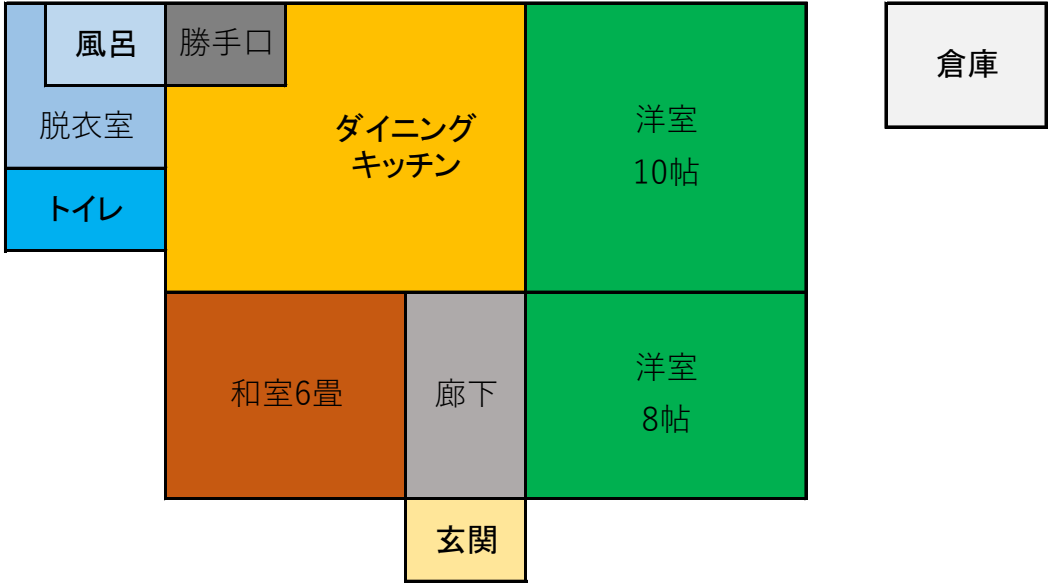 風呂
勝手口
倉庫
脱衣室
ダイニング
キッチン
洋室
10帖
トイレ
和室6畳
廊下
洋室
8帖
玄関